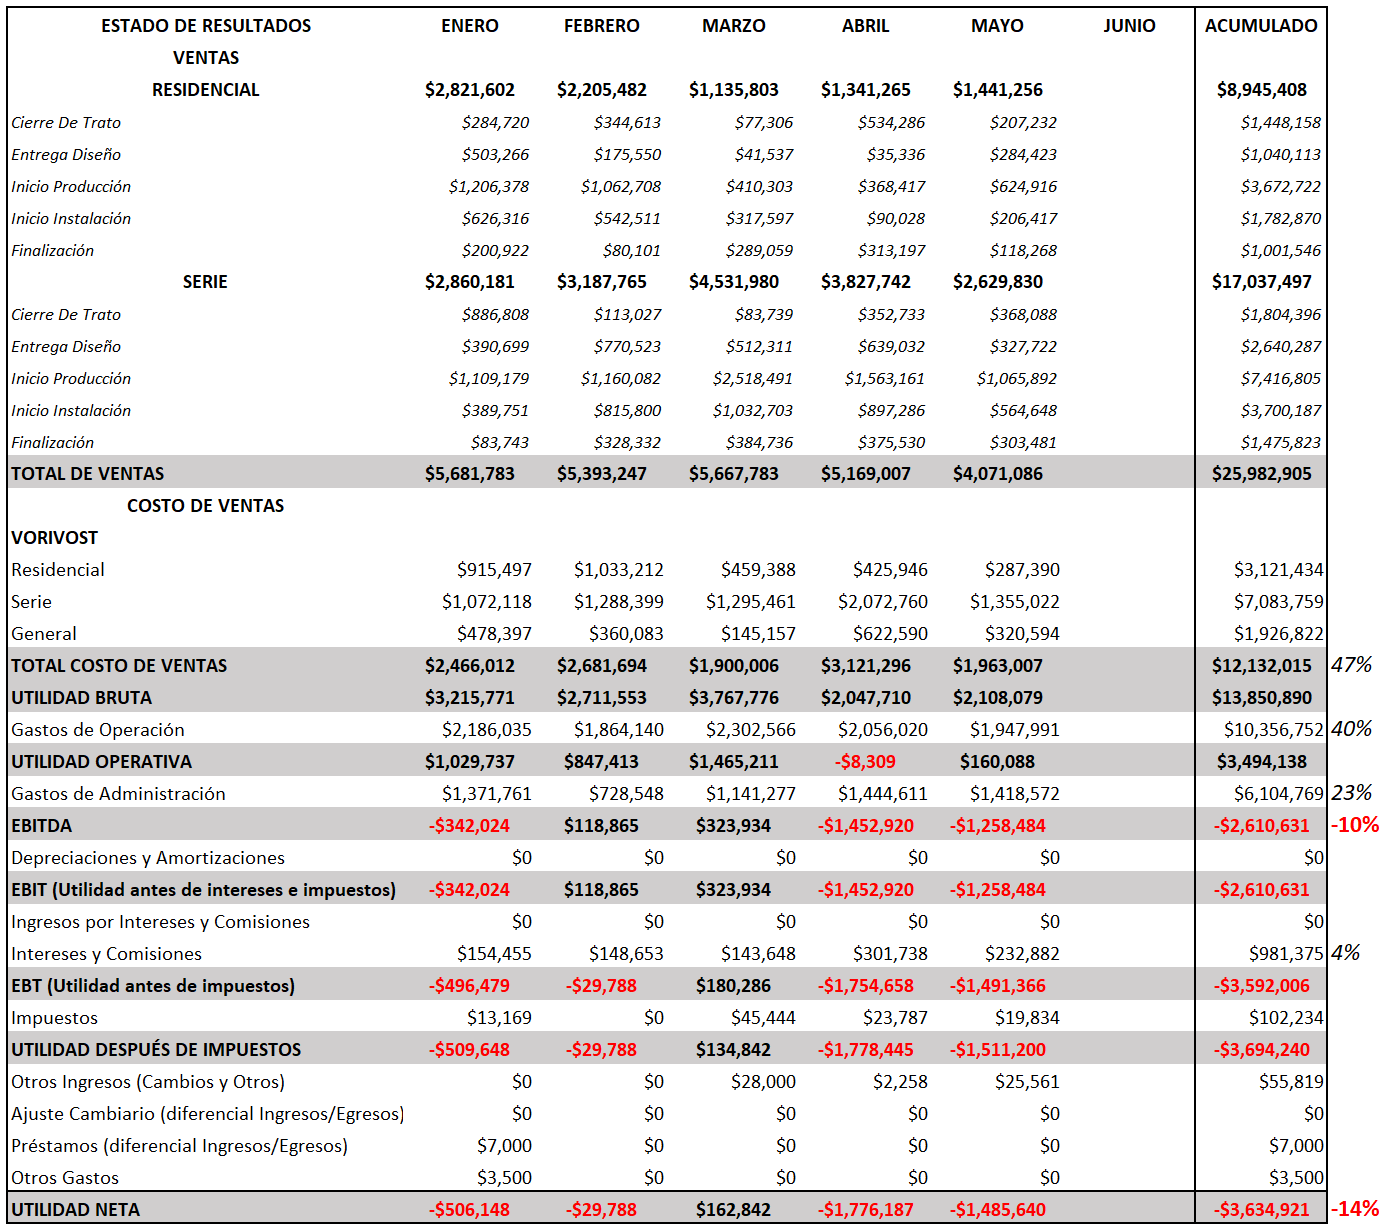 ESTADO DE RESULTADOS ENERO FEBRERO MARZO ABRIL MAYO JUNIO ACUMULADO
VENTAS
RESIDENCIAL $2,821,602 $2,205,482 $1,135,803 $1,341,265 $1,441,256 $8,945,408
Cierre De Trato $284,720 $344,613 $77,306 $534,286 $207,232 $1,448,158
Entrega Diseño $503,266 $175,550 $41,537 $35,336 $284,423 $1,040,113
Inicio Producción $1,206,378 $1,062,708 $410,303 $368,417 $624,916 $3,672,722
Inicio Instalación $626,316 $542,511 $317,597 $90,028 $206,417 $1,782,870
Finalización $200,922 $80,101 $289,059 $313,197 $118,268 $1,001,546
SERIE $2,860,181 $3,187,765 $4,531,980 $3,827,742 $2,629,830 $17,037,497
Cierre De Trato $886,808 $113,027 $83,739 $352,733 $368,088 $1,804,396
Entrega Diseño $390,699 $770,523 $512,311 $639,032 $327,722 $2,640,287
Inicio Producción $1,109,179 $1,160,082 $2,518,491 $1,563,161 $1,065,892 $7,416,805
Inicio Instalación $389,751 $815,800 $1,032,703 $897,286 $564,648 $3,700,187
Finalización $83,743 $328,332 $384,736 $375,530 $303,481 $1,475,823
TOTAL DE VENTAS $5,681,783 $5,393,247 $5,667,783 $5,169,007 $4,071,086 $25,982,905
COSTO DE VENTAS
VORIVOST
Residencial $915,497 $1,033,212 $459,388 $425,946 $287,390 $3,121,434
Serie $1,072,118 $1,288,399 $1,295,461 $2,072,760 $1,355,022 $7,083,759
General $478,397 $360,083 $145,157 $622,590 $320,594 $1,926,822
TOTAL COSTO DE VENTAS $2,466,012 $2,681,694 $1,900,006 $3,121,296 $1,963,007 $12,132,015 47%
UTILIDAD BRUTA $3,215,771 $2,711,553 $3,767,776 $2,047,710 $2,108,079 $13,850,890
Gastos de Operación $2,186,035 $1,864,140 $2,302,566 $2,056,020 $1,947,991 $10,356,752 40%
UTILIDAD OPERATIVA $1,029,737 $847,413 $1,465,211 -$8,309 $160,088 $3,494,138
Gastos de Administración $1,371,761 $728,548 $1,141,277 $1,444,611 $1,418,572 $6,104,769 23%
EBITDA -$342,024 $118,865 $323,934 -$1,452,920 -$1,258,484 -$2,610,631 -10%
Depreciaciones y Amortizaciones $0 $0 $0 $0 $0 $0
EBIT (Utilidad antes de intereses e impuestos) -$342,024 $118,865 $323,934 -$1,452,920 -$1,258,484 -$2,610,631
Ingresos por Intereses y Comisiones $0 $0 $0 $0 $0 $0
Intereses y Comisiones $154,455 $148,653 $143,648 $301,738 $232,882 $981,375 4%
EBT (Utilidad antes de impuestos) -$496,479 -$29,788 $180,286 -$1,754,658 -$1,491,366 -$3,592,006
Impuestos $13,169 $0 $45,444 $23,787 $19,834 $102,234
UTILIDAD DESPUÉS DE IMPUESTOS -$509,648 -$29,788 $134,842 -$1,778,445 -$1,511,200 -$3,694,240
Otros Ingresos (Cambios y Otros) $0 $0 $28,000 $2,258 $25,561 $55,819
Ajuste Cambiario (diferencial Ingresos/Egresos) $0 $0 $0 $0 $0 $0
Préstamos (diferencial Ingresos/Egresos) $7,000 $0 $0 $0 $0 $7,000
Otros Gastos $3,500 $0 $0 $0 $0 $3,500
UTILIDAD NETA -$506,148 -$29,788 $162,842 -$1,776,187 -$1,485,640 -$3,634,921 -14%